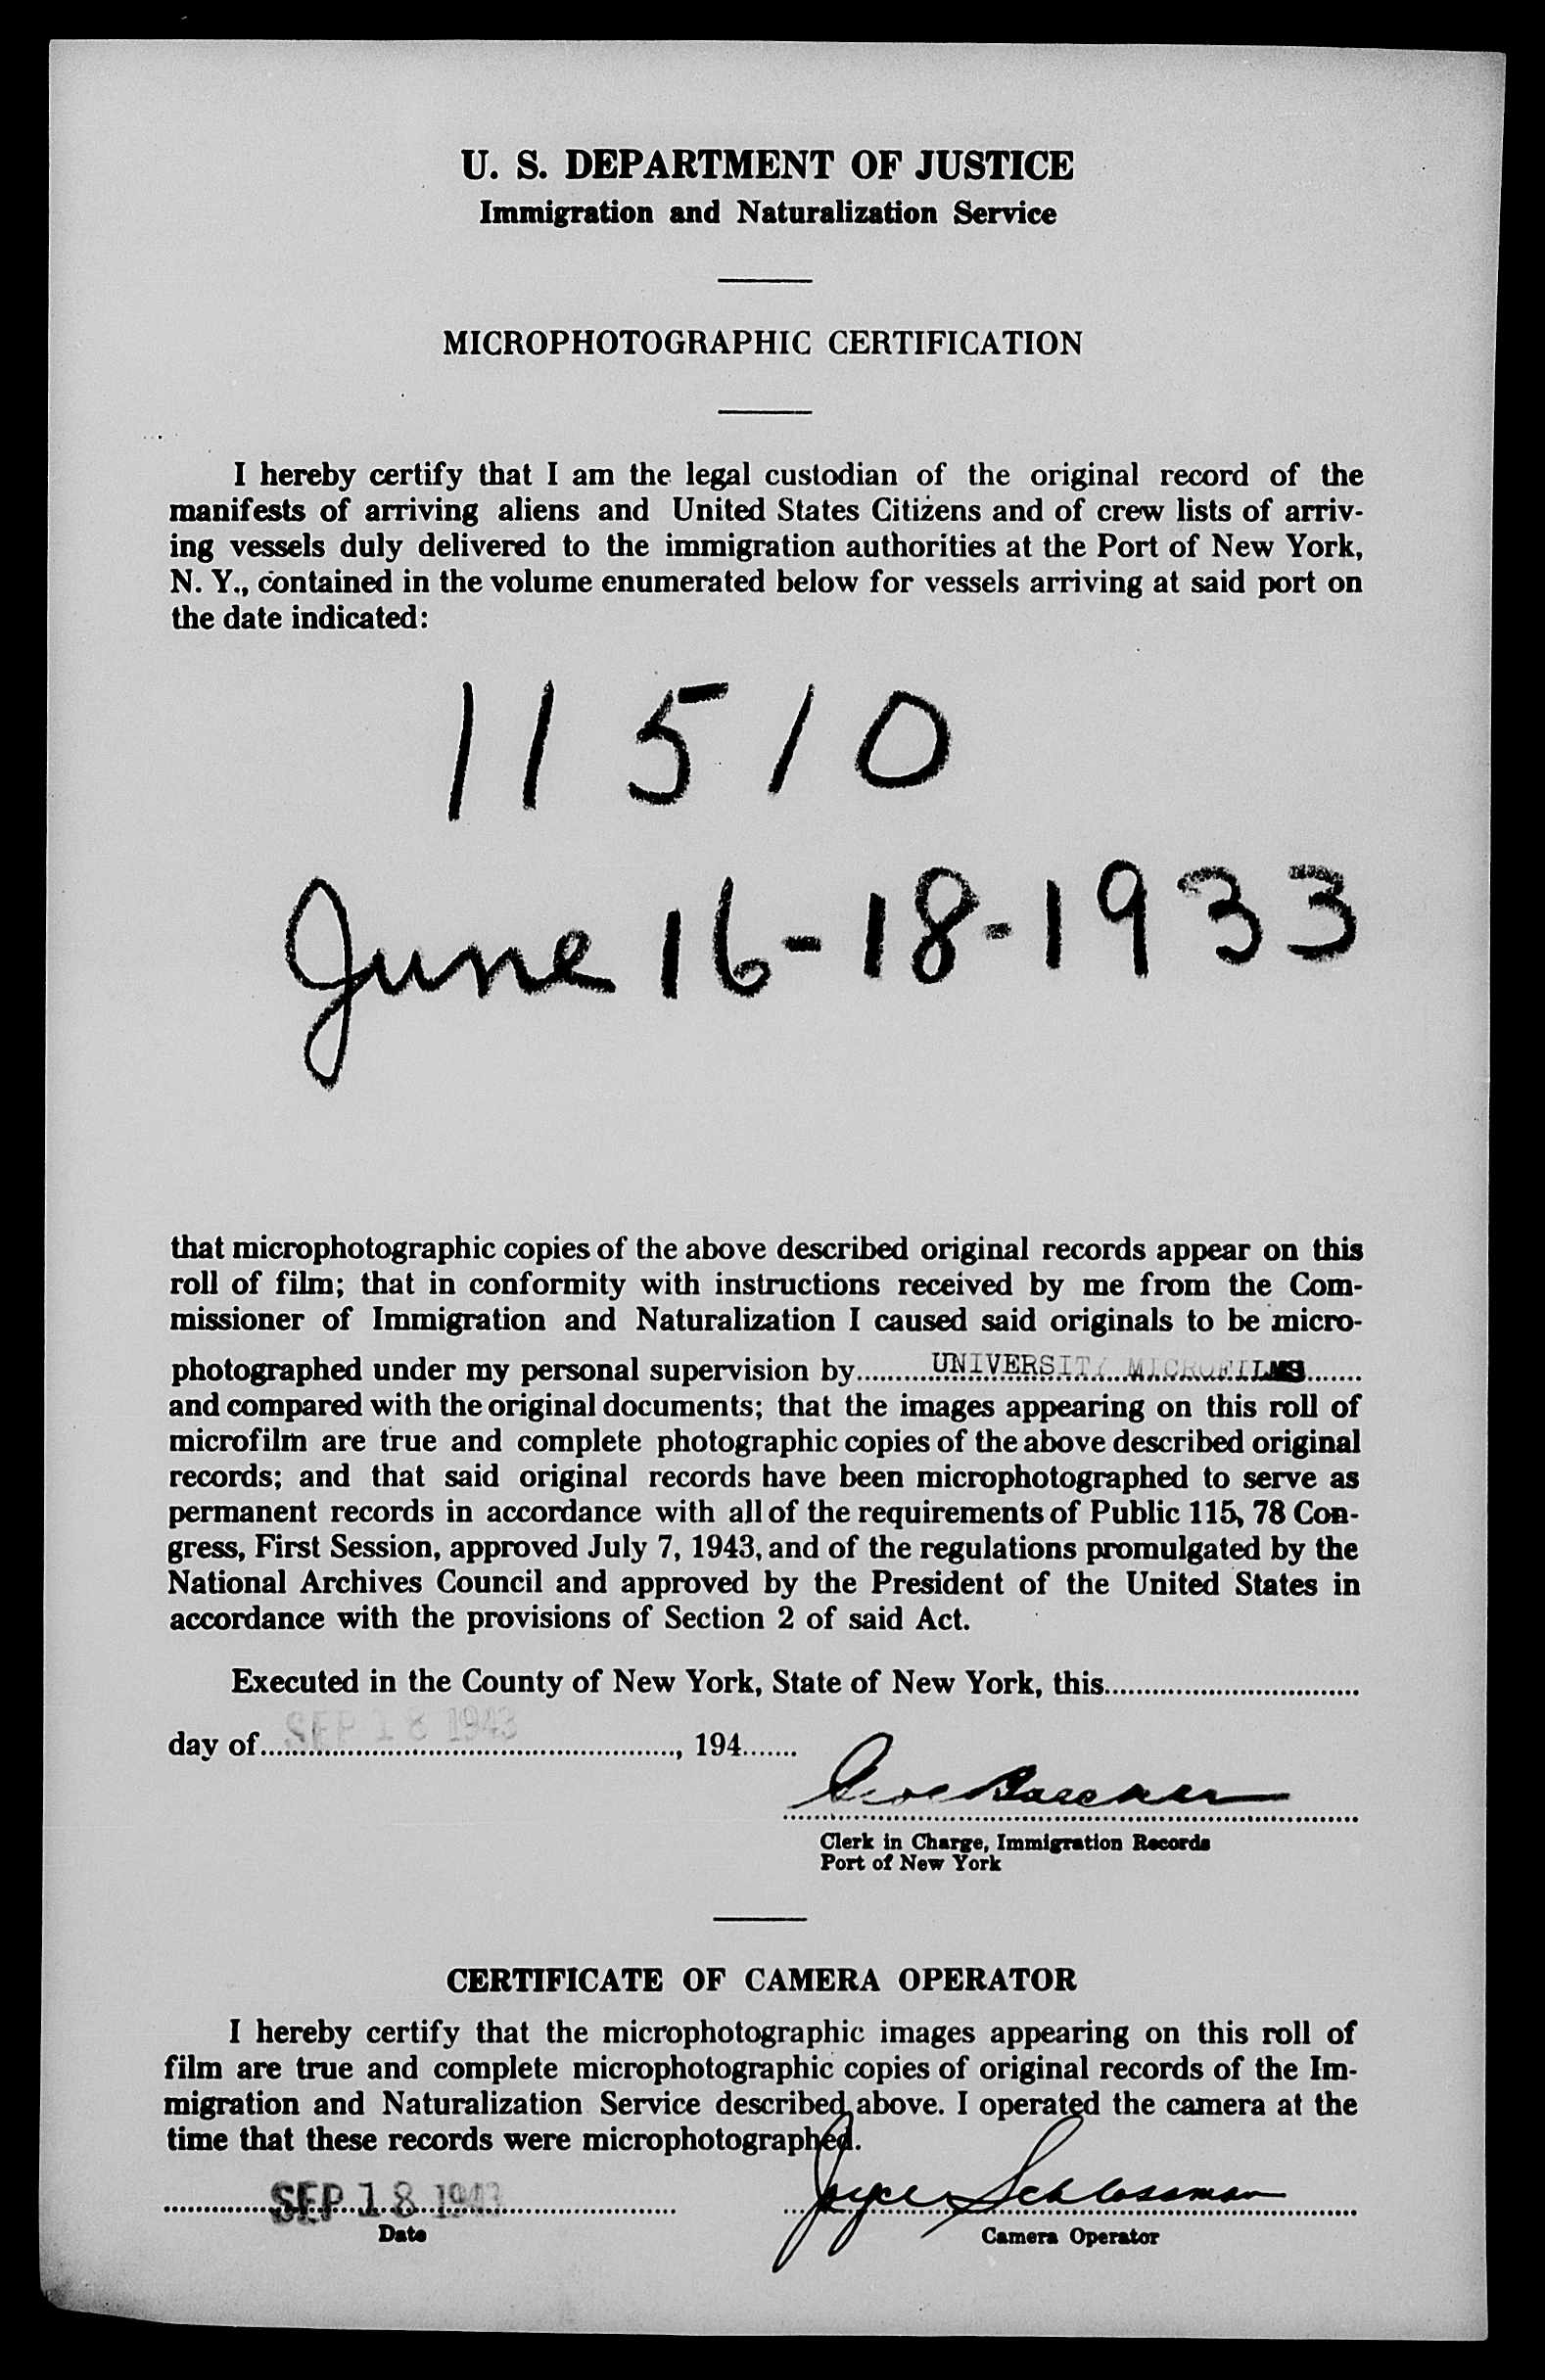 U. S. DEPARTMENT OF JUSTICE
Immigration and Naturalization Service
MICROPHOTOGRAPHIC CERTIFICATION
I hereby certify that I am the legal custodian of the original record of the
manifests of arriving aliens and United States Citizens and of crew lists of arriv-
ing vessels duly delivered to the immigration authorities at the Port of New York,
N. Y., contained in the volume enumerated below for vessels arriving at said port on
the date indicated:
11510
June 16-18-1933
that microphotographic copies of the above described original records appear on this
roll of film; that in conformity with instructions received by me from the Com-
missioner of Immigration and Naturalization I caused said originals to be micro-
photographed under my personal supervision by UNIVERSITY MICROFILMS
and compared with the original documents; that the images appearing on this roll of
microfilm are true and complete photographic copies of the above described original
records; and that said original records have been microphotographed to serve as
permanent records in accordance with all of the requirements of Public 115, 78 Con-
gress, First Session, approved July 7, 1943, and of the regulations promulgated by the
National Archives Council and approved by the President of the United States in
accordance with the provisions of Section 2 of said Act.
Executed in the County of New York, State of New York, this
day of SEP 18 1943, 194
Clerk in Charge, Immigration Records
Port of New York
CERTIFICATE OF CAMERA OPERATOR
I hereby certify that the microphotographic images appearing on this roll of
film are true and complete microphotographic copies of original records of the Im-
migration and Naturalization Service described above. I operated the camera at the
time that these records were microphotographed.
SEP 18 1943 Joyce Schlossman
Date Camera Operator